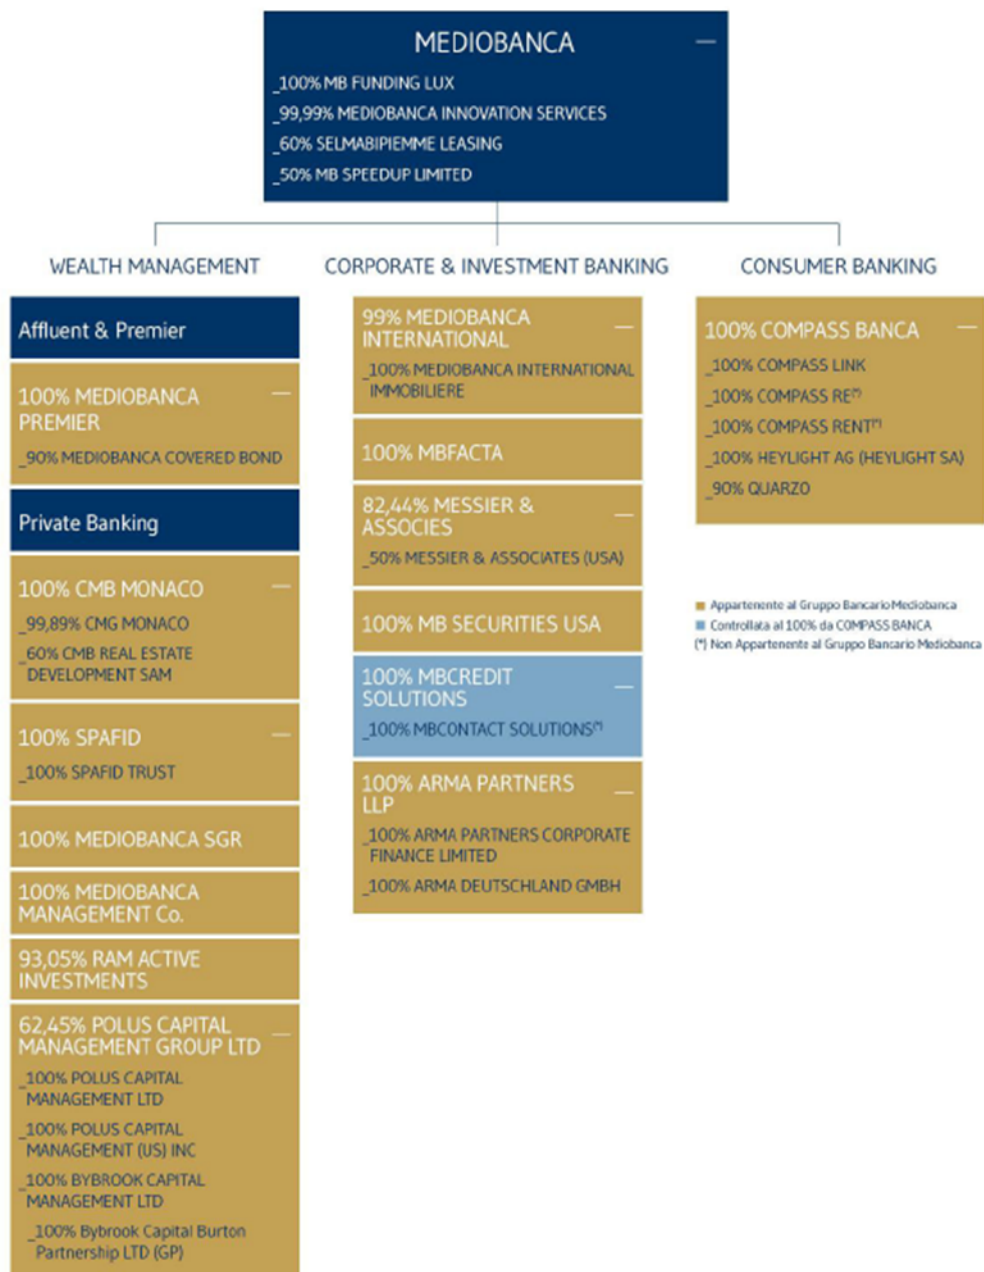 MEDIOBANCA
_100% MB FUNDING LUX
_99,99% MEDIOBANCA INNOVATION SERVICES
_60% SELMABIPIEMME LEASING
_50% MB SPEEDUP LIMITED
WEALTH MANAGEMENT
Affluent & Premier
100% MEDIOBANCA
PREMIER
_90% MEDIOBANCA COVERED BOND
Private Banking
100% CMB MONACO
_99,89% CMG MONACO
_60% CMB REAL ESTATE
DEVELOPMENT SAM
100% SPAFID
_100% SPAFID TRUST
100% MEDIOBANCA SGR
100% MEDIOBANCA
MANAGEMENT Co.
93,05% RAM ACTIVE
INVESTMENTS
62,45% POLUS CAPITAL
MANAGEMENT GROUP LTD
_100% POLUS CAPITAL
MANAGEMENT LTD
_100% POLUS CAPITAL
MANAGEMENT (US) INC
_100% BYBROOK CAPITAL
MANAGEMENT LTD
_100% Bybrook Capital Burton
Partnership LTD (GP)
CORPORATE & INVESTMENT BANKING
99% MEDIOBANCA
INTERNATIONAL
_100% MEDIOBANCA INTERNATIONAL
IMMOBILIERE
100% MBFACTA
82,44% MESSIER &
ASSOCIES
_50% MESSIER & ASSOCIATES (USA)
100% MB SECURITIES USA
100% MBCREDIT
SOLUTIONS
_100% MBCONTACT SOLUTIONS(*)
100% ARMA PARTNERS
LLP
_100% ARMA PARTNERS CORPORATE
FINANCE LIMITED
_100% ARMA DEUTSCHLAND GMBH
CONSUMER BANKING
100% COMPASS BANCA
_100% COMPASS LINK
_100% COMPASS RE(*)
_100% COMPASS RENT(*)
_100% HEYLIGHT AG (HEYLIGHT SA)
_90% QUARZO
Appartenente al Gruppo Bancario Mediobanca
Controllata al 100% da COMPASS BANCA
(*) Non Appartenente al Gruppo Bancario Mediobanca